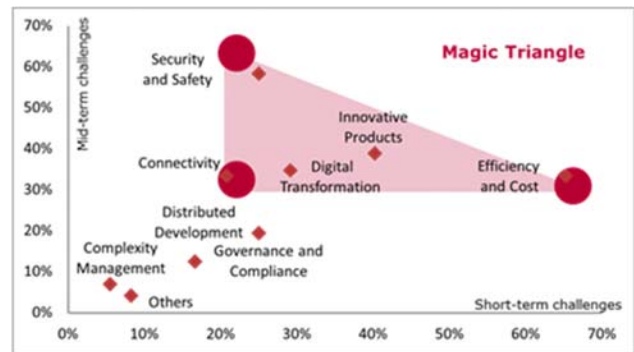 70%
60%
50%
40%
30%
20%
10%
0%
Mid-term challenges
Magic Triangle
Security
and Safety
Innovative
Products
Connectivity
Digital
Transformation
Efficiency
and Cost
Distributed
Development
Governance and
Compliance
Complexity
Management
Others
Short-term challenges
0%
10%
20%
30%
40%
50%
60%
70%